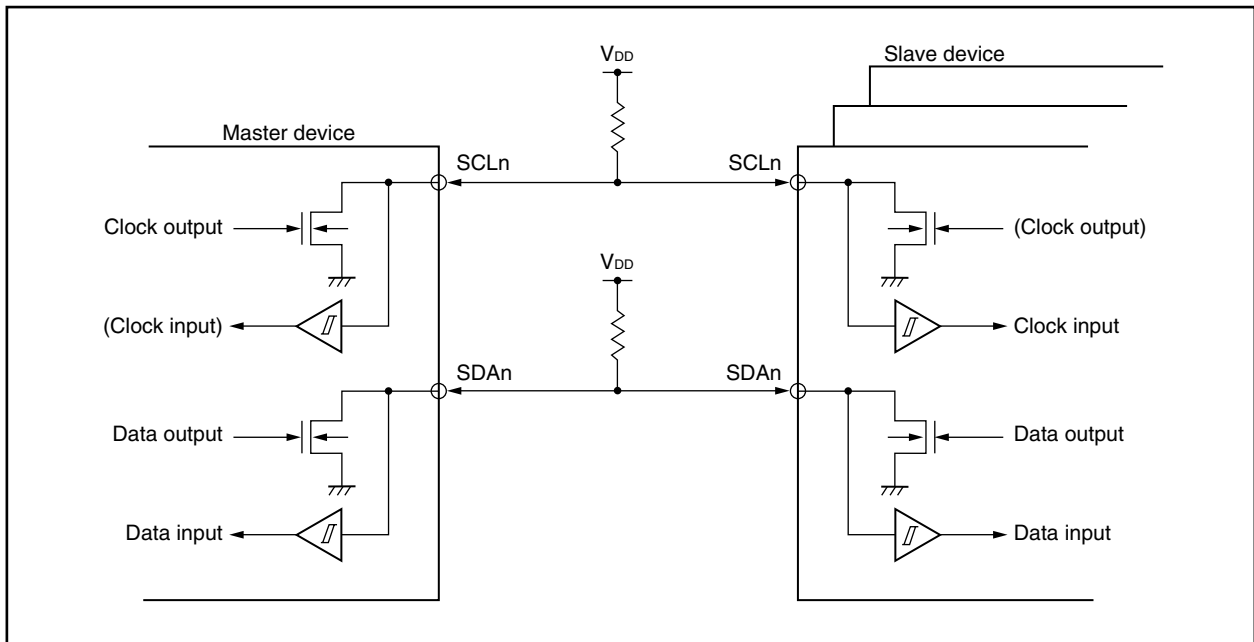 VDD
Slave device
Master device
SCLn
SCLn
Clock output
(Clock output)
VDD
(Clock input)
Clock input
SDAn
SDAn
Data output
Data output
Data input
Data input